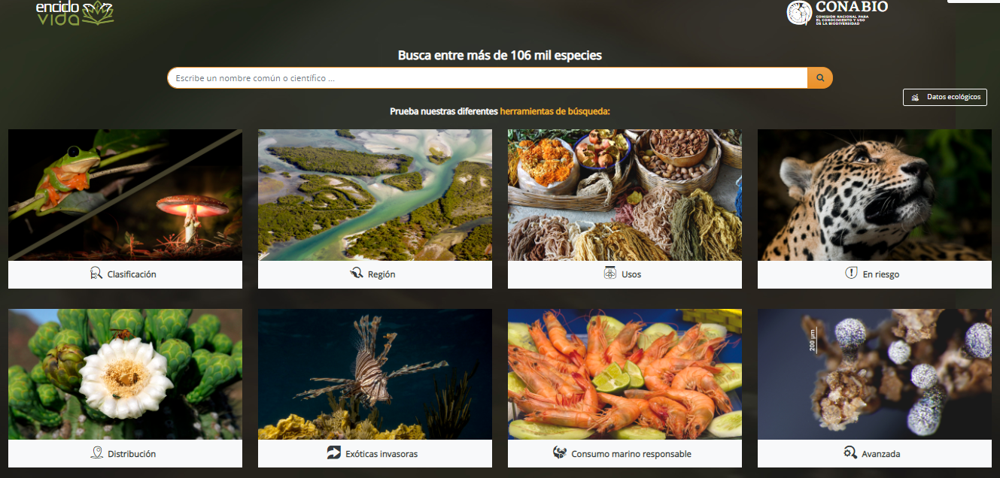 encido
vida
CONABIO
COMISIÓN NACIONAL PARA
EL CONOCIMIENTO Y USO
DE LA BIODIVERSIDAD
Busca entre más de 106 mil especies
Escribe un nombre común o científico ...
Datos ecológicos
Prueba nuestras diferentes herramientas de búsqueda:
Clasificación
Región
Usos
En riesgo
200 µm
Distribución
Exóticas invasoras
Consumo marino responsable
Avanzada